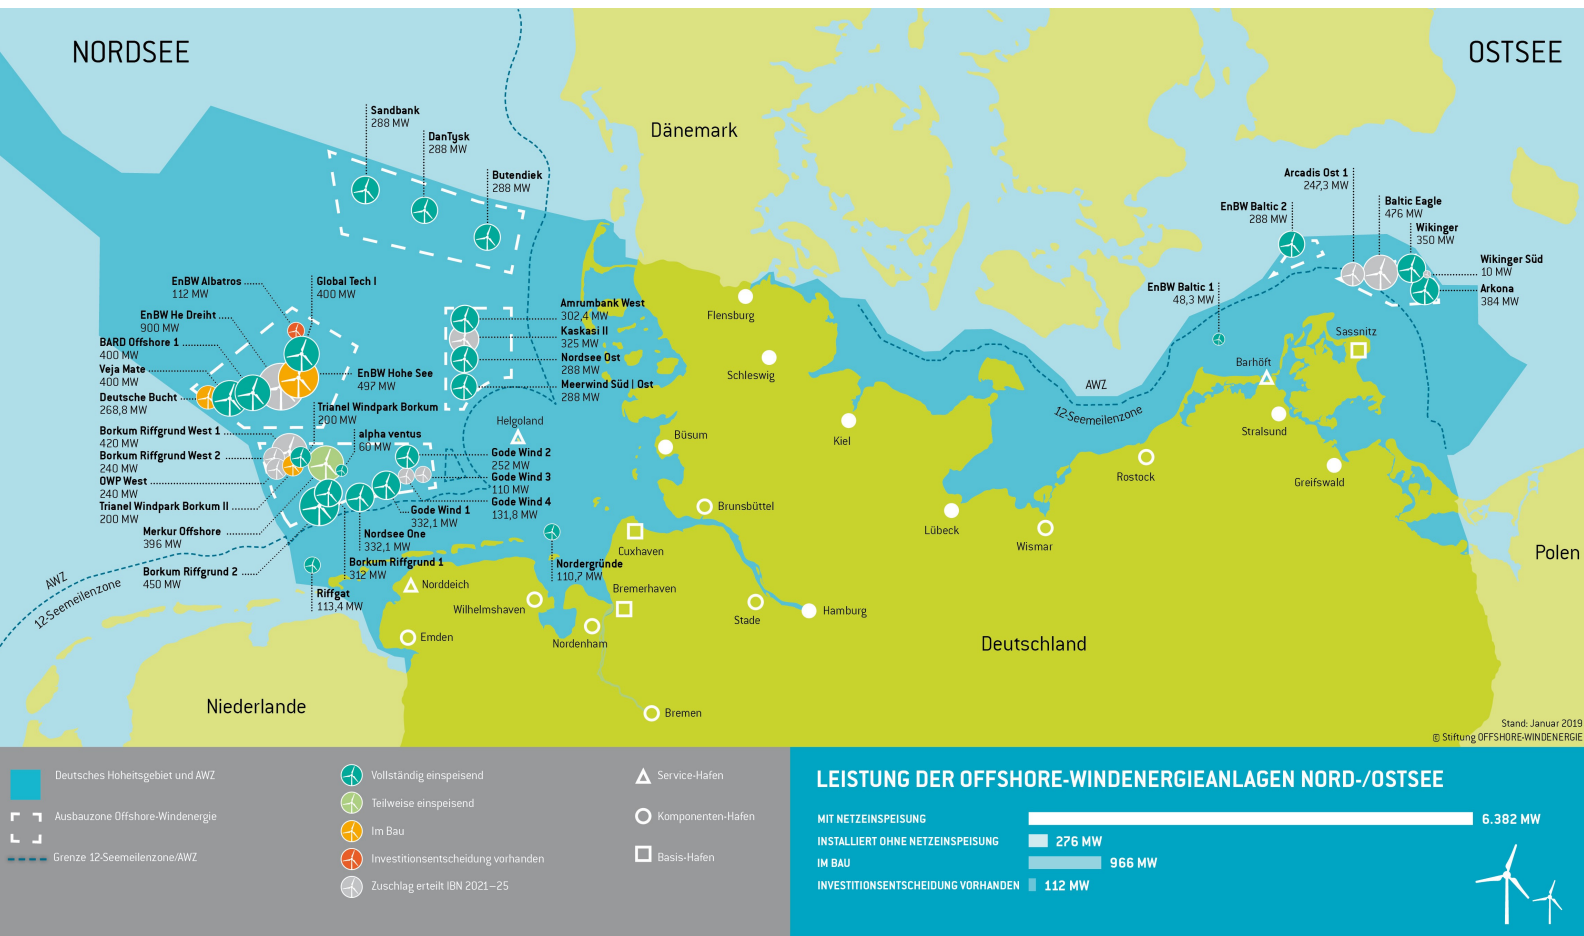 NORDSEE
OSTSEE
Dänemark
Sandbank
288 MW
DanTysk
288 MW
Butendiek
288 MW
Arcadis Ost 1
247,3 MW
EnBW Baltic 2
288 MW
Baltic Eagle
476 MW
Wikinger
350 MW
Wikinger Süd
10 MW
Arkona
384 MW
EnBW Baltic 1
48,3 MW
EnBW Albatros
112 MW
Global Tech I
400 MW
EnBW He Dreiht
900 MW
BARD Offshore 1
400 MW
Veja Mate
400 MW
Deutsche Bucht
268,8 MW
EnBW Hohe See
497 MW
Amrumbank West
302,4 MW
Kaskasi II
325 MW
Nordsee Ost
288 MW
Meerwind Süd | Ost
288 MW
Trianel Windpark Borkum
200 MW
alpha ventus
60 MW
Borkum Riffgrund West 1
420 MW
Borkum Riffgrund West 2
240 MW
OWP West
240 MW
Trianel Windpark Borkum II
200 MW
Merkur Offshore
396 MW
Borkum Riffgrund 2
450 MW
Gode Wind 2
252 MW
Gode Wind 3
110 MW
Gode Wind 4
131,8 MW
Gode Wind 1
332,1 MW
Nordsee One
332,1 MW
Borkum Riffgrund 1
312 MW
Riffgat
113,4 MW
Nordergründe
110,7 MW
Helgoland
Flensburg
Schleswig
Büsum
Kiel
Brunsbüttel
Cuxhaven
Bremerhaven
Norddeich
Wilhelmshaven
Emden
Nordenham
Stade
Hamburg
Bremen
Lübeck
Wismar
Rostock
Barhöft
Sassnitz
Stralsund
Greifswald
AWZ
12-Seemeilenzone
AWZ
12-Seemeilenzone
Niederlande
Deutschland
Polen
Stand: Januar 2019
© Stiftung OFFSHORE-WINDENERGIE
Deutsches Hoheitsgebiet und AWZ
Ausbauzone Offshore-Windenergie
Grenze 12-Seemeilenzone/AWZ
Vollständig einspeisend
Teilweise einspeisend
Im Bau
Investitionsentscheidung vorhanden
Zuschlag erteilt IBN 2021–25
Service-Hafen
Komponenten-Hafen
Basis-Hafen
LEISTUNG DER OFFSHORE-WINDENERGIEANLAGEN NORD-/OSTSEE
MIT NETZEINSPEISUNG 6.382 MW
INSTALLIERT OHNE NETZEINSPEISUNG 276 MW
IM BAU 966 MW
INVESTITIONSENTSCHEIDUNG VORHANDEN 112 MW